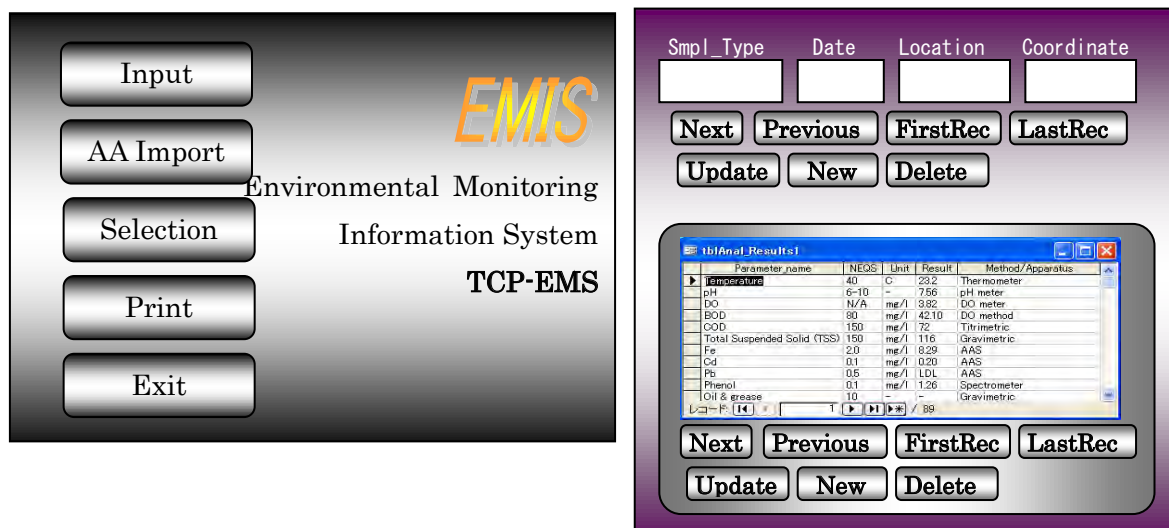 Input
AA Import
Selection
Print
Exit
EMIS
Environmental Monitoring
Information System
TCP-EMS
Smpl_Type Date Location Coordinate
Next Previous FirstRec LastRec
Update New Delete
tblAnal_Results1
Parameter_name NEQS Unit Result Method/Apparatus
Temperature 40 C 23.2 Thermometer
pH 6-10 - 7.56 pH meter
DO N/A mg/l 3.82 DO meter
BOD 80 mg/l 42.10 DO method
COD 150 mg/l 72 Titrimetric
Total Suspended Solid (TSS) 150 mg/l 116 Gravimetric
Fe 2.0 mg/l 8.29 AAS
Cd 0.1 mg/l 0.20 AAS
Pb 0.5 mg/l LDL AAS
Phenol 0.1 mg/l 1.26 Spectrometer
Oil & grease 10 - - Gravimetric
レコード: 1 / 89
Next Previous FirstRec LastRec
Update New Delete